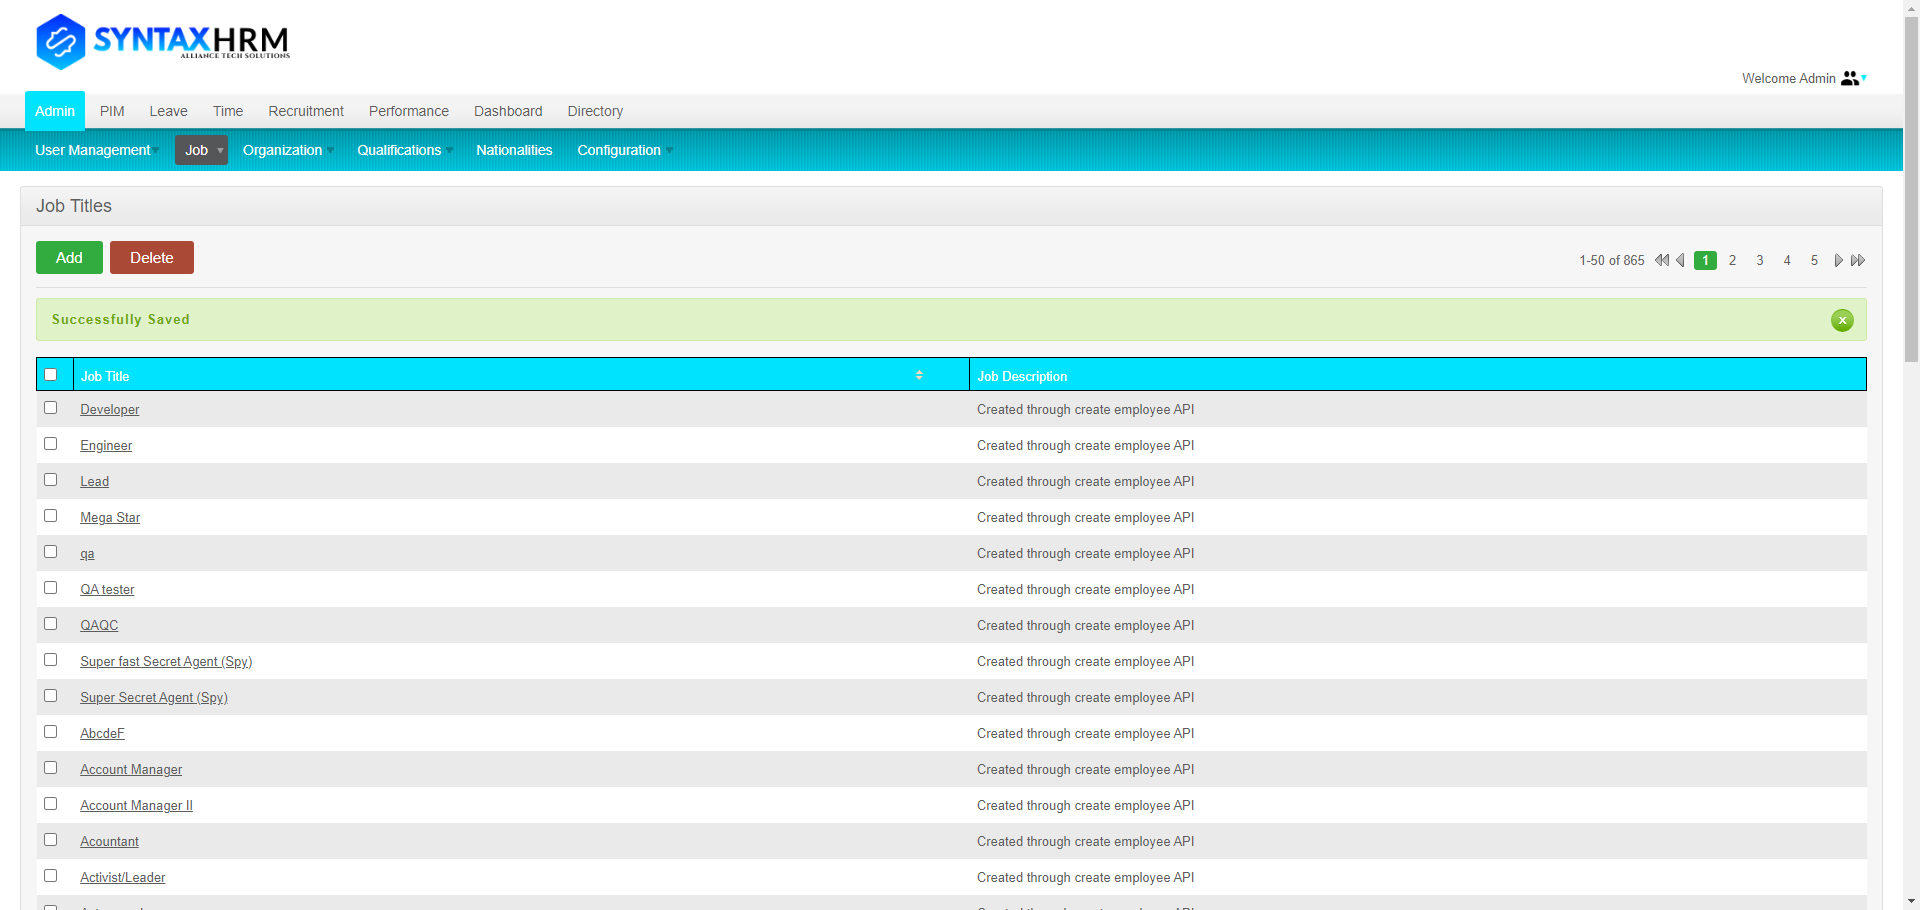 SYNTAXHRM
ALLIANCE TECH SOLUTIONS
Welcome Admin
Admin PIM Leave Time Recruitment Performance Dashboard Directory
User Management Job Organization Qualifications Nationalities Configuration
Job Titles
Add Delete 1-50 of 865 1 2 3 4 5
Successfully Saved x
Job Title Job Description
Developer Created through create employee API
Engineer Created through create employee API
Lead Created through create employee API
Mega Star Created through create employee API
qa Created through create employee API
QA tester Created through create employee API
QAQC Created through create employee API
Super fast Secret Agent (Spy) Created through create employee API
Super Secret Agent (Spy) Created through create employee API
AbcdeF Created through create employee API
Account Manager Created through create employee API
Account Manager II Created through create employee API
Acountant Created through create employee API
Activist/Leader Created through create employee API